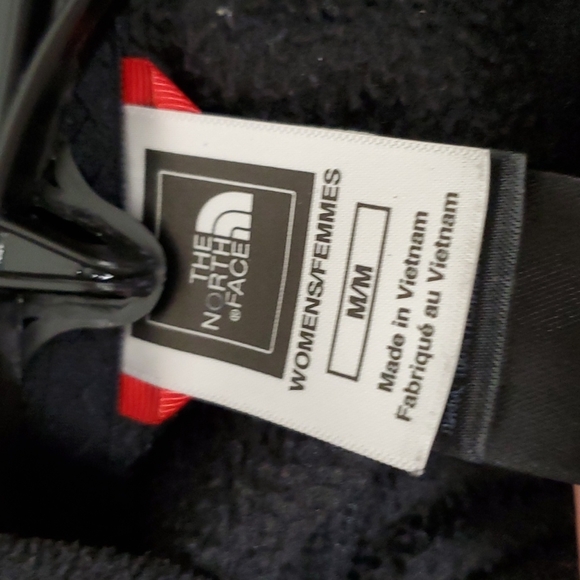 THE
NORTH
®FACE
WOMENS/FEMMES
M/M
Made in Vietnam
Fabriqué au Vietnam